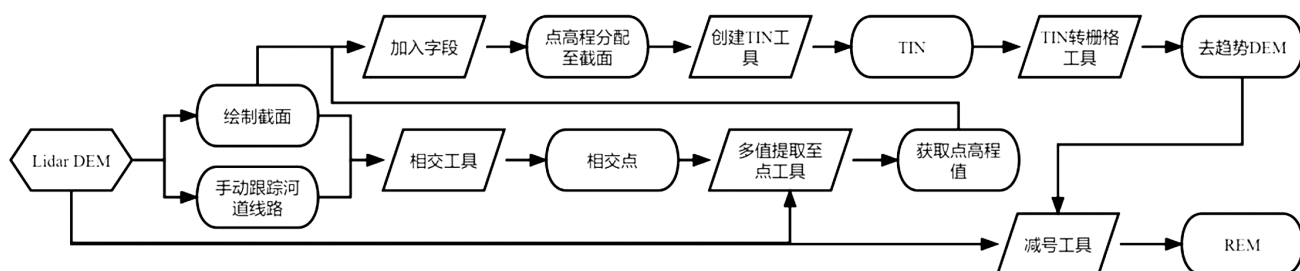 加入字段
点高程分配
至截面
创建TIN工
具
TIN
TIN转栅格
工具
去趋势DEM
绘制截面
Lidar DEM
手动跟踪河
道线路
相交工具
相交点
多值提取至
点工具
获取点高程
值
减号工具
REM